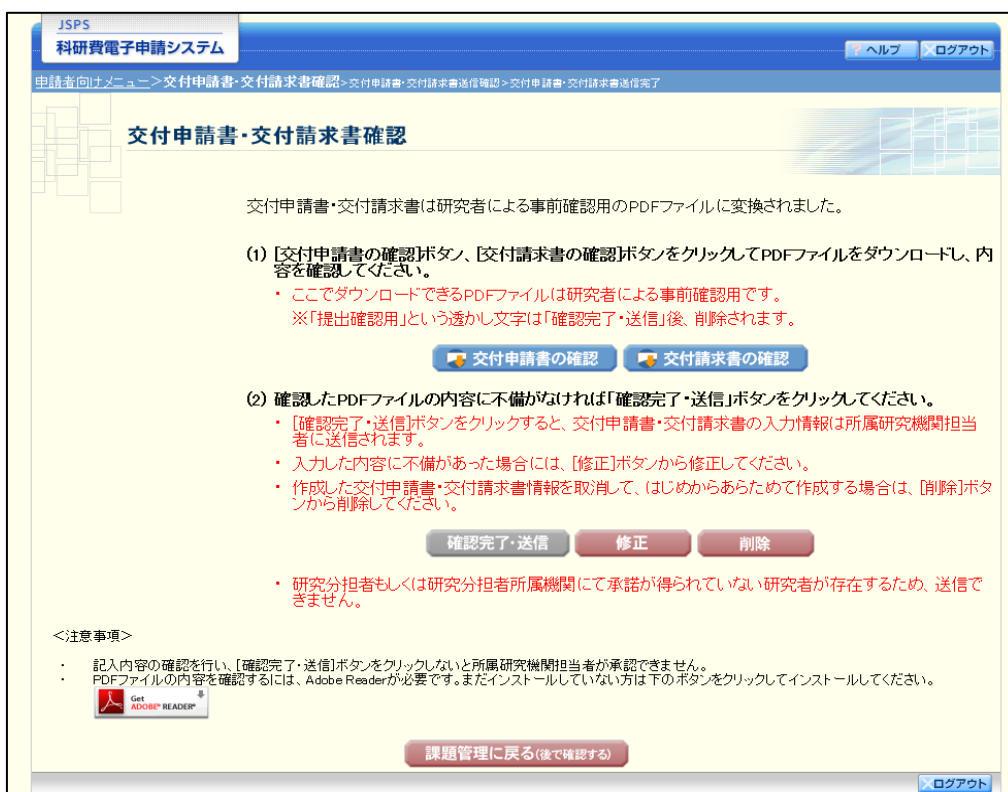 JSPS
科研費電子申請システム
ヘルプ
ログアウト
申請者向けメニュー>交付申請書・交付請求書確認>交付申請書・交付請求書送信確認>交付申請書・交付請求書送信完了
交付申請書・交付請求書確認
交付申請書・交付請求書は研究者による事前確認用のPDFファイルに変換されました。
(1) [交付申請書の確認]ボタン、[交付請求書の確認]ボタンをクリックしてPDFファイルをダウンロードし、内
容を確認してください。
・ ここでダウンロードできるPDFファイルは研究者による事前確認用です。
※「提出確認用」という透かし文字は「確認完了・送信」後、削除されます。
交付申請書の確認
交付請求書の確認
(2) 確認したPDFファイルの内容に不備がなければ「確認完了・送信」ボタンをクリックしてください。
・ [確認完了・送信]ボタンをクリックすると、交付申請書・交付請求書の入力情報は所属研究機関担当
者に送信されます。
・ 入力した内容に不備があった場合には、[修正]ボタンから修正してください。
・ 作成した交付申請書・交付請求書情報を取消して、はじめからあらためて作成する場合は、[削除]ボタ
ンから削除してください。
確認完了・送信
修正
削除
・ 研究分担者もしくは研究分担者所属機関にて承諾が得られていない研究者が存在するため、送信で
きません。
<注意事項>
・ 記入内容の確認を行い、[確認完了・送信]ボタンをクリックしないと所属研究機関担当者が承認できません。
・ PDFファイルの内容を確認するには、Adobe Readerが必要です。まだインストールしていない方は下のボタンをクリックしてインストールしてください。
Get
ADOBE® READER®
課題管理に戻る(後で確認する)
ログアウト